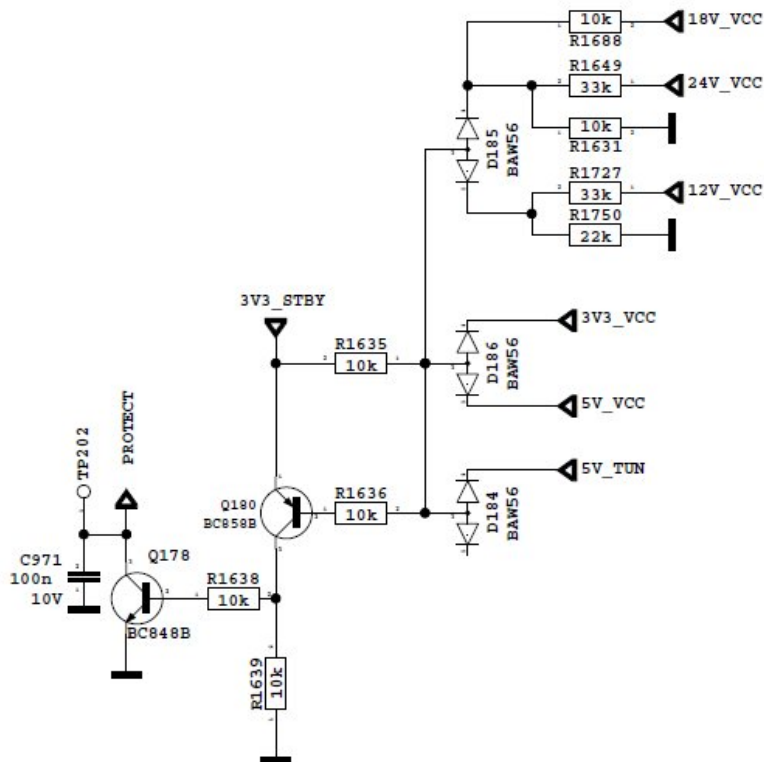 10k
18V_VCC
R1688
R1649
33k
24V_VCC
10k
R1631
D185
BAW56
R1727
33k
12V_VCC
R1750
22k
3V3_STBY
R1635
10k
3V3_VCC
D186
BAW56
5V_VCC
TP202
PROTECT
5V_TUN
Q180
BC858B
R1636
10k
D184
BAW56
C971
100n
10V
Q178
BC848B
R1638
10k
R1639
10k